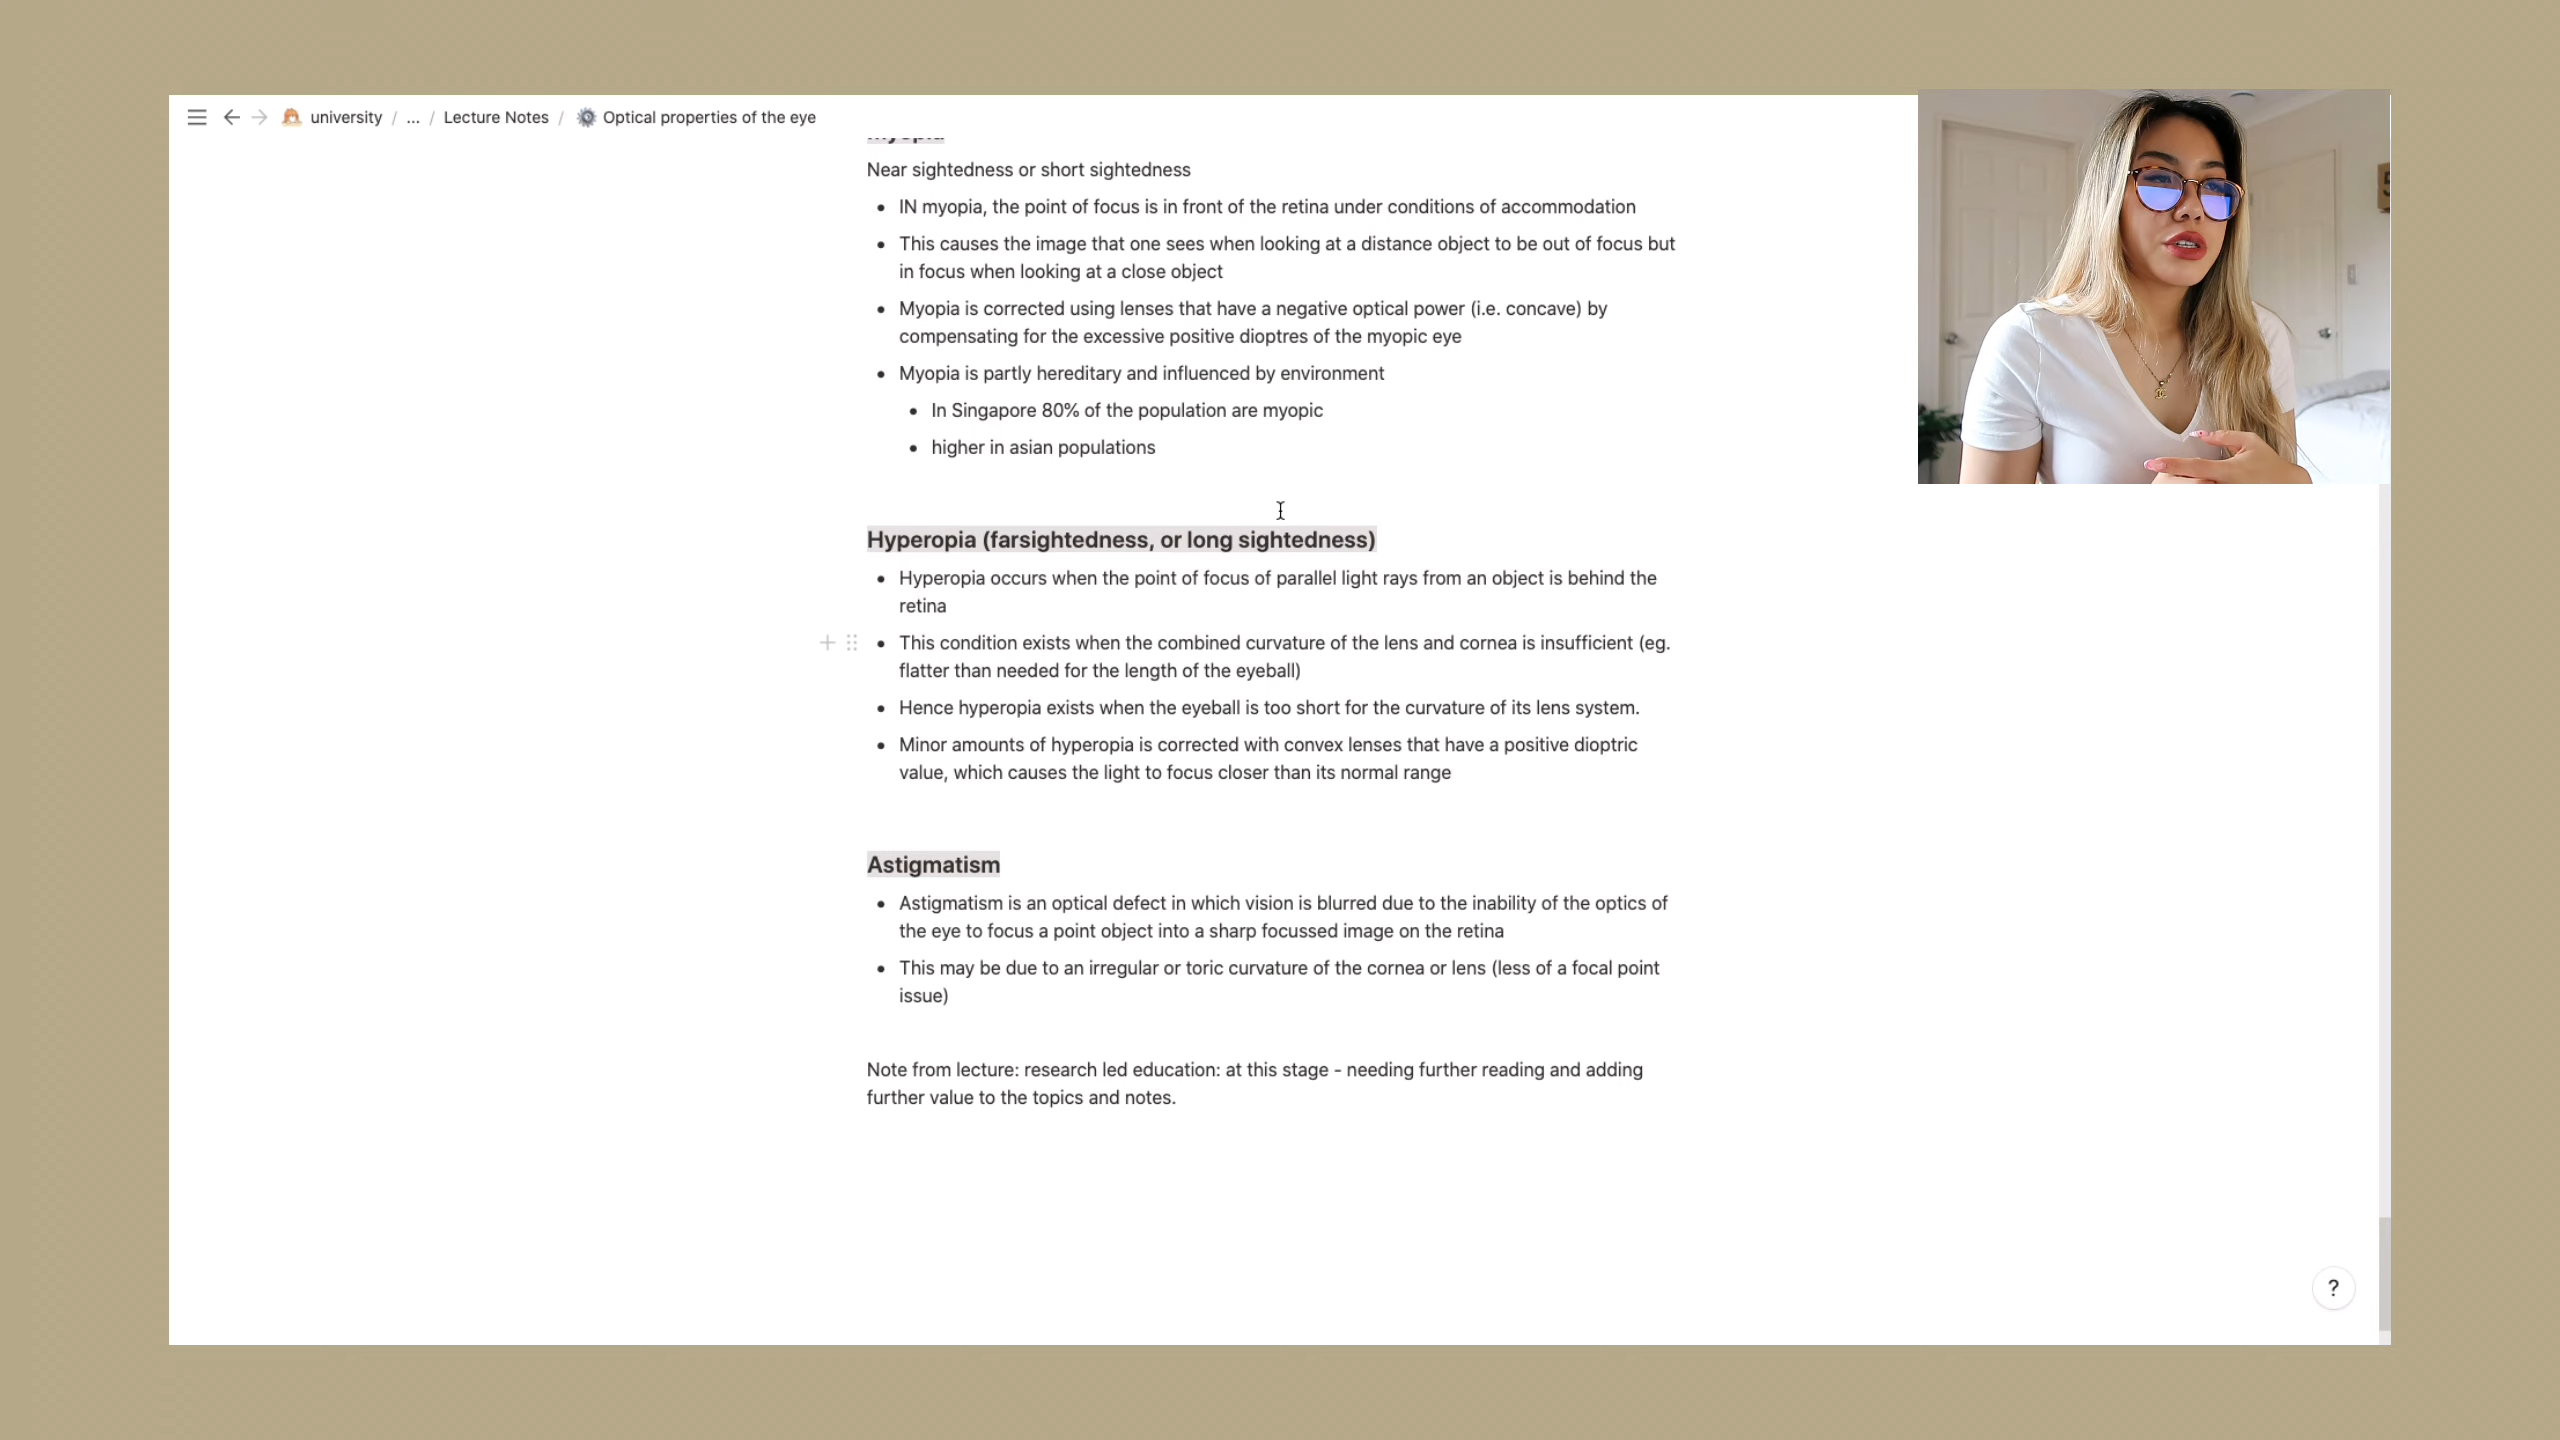 university / ... / Lecture Notes / Optical properties of the eye
Myopia
Near sightedness or short sightedness
• IN myopia, the point of focus is in front of the retina under conditions of accommodation
• This causes the image that one sees when looking at a distance object to be out of focus but
in focus when looking at a close object
• Myopia is corrected using lenses that have a negative optical power (i.e. concave) by
compensating for the excessive positive dioptres of the myopic eye
• Myopia is partly hereditary and influenced by environment
• In Singapore 80% of the population are myopic
• higher in asian populations
Hyperopia (farsightedness, or long sightedness)
• Hyperopia occurs when the point of focus of parallel light rays from an object is behind the
retina
• This condition exists when the combined curvature of the lens and cornea is insufficient (eg.
flatter than needed for the length of the eyeball)
• Hence hyperopia exists when the eyeball is too short for the curvature of its lens system.
• Minor amounts of hyperopia is corrected with convex lenses that have a positive dioptric
value, which causes the light to focus closer than its normal range
Astigmatism
• Astigmatism is an optical defect in which vision is blurred due to the inability of the optics of
the eye to focus a point object into a sharp focussed image on the retina
• This may be due to an irregular or toric curvature of the cornea or lens (less of a focal point
issue)
Note from lecture: research led education: at this stage - needing further reading and adding
further value to the topics and notes.
?